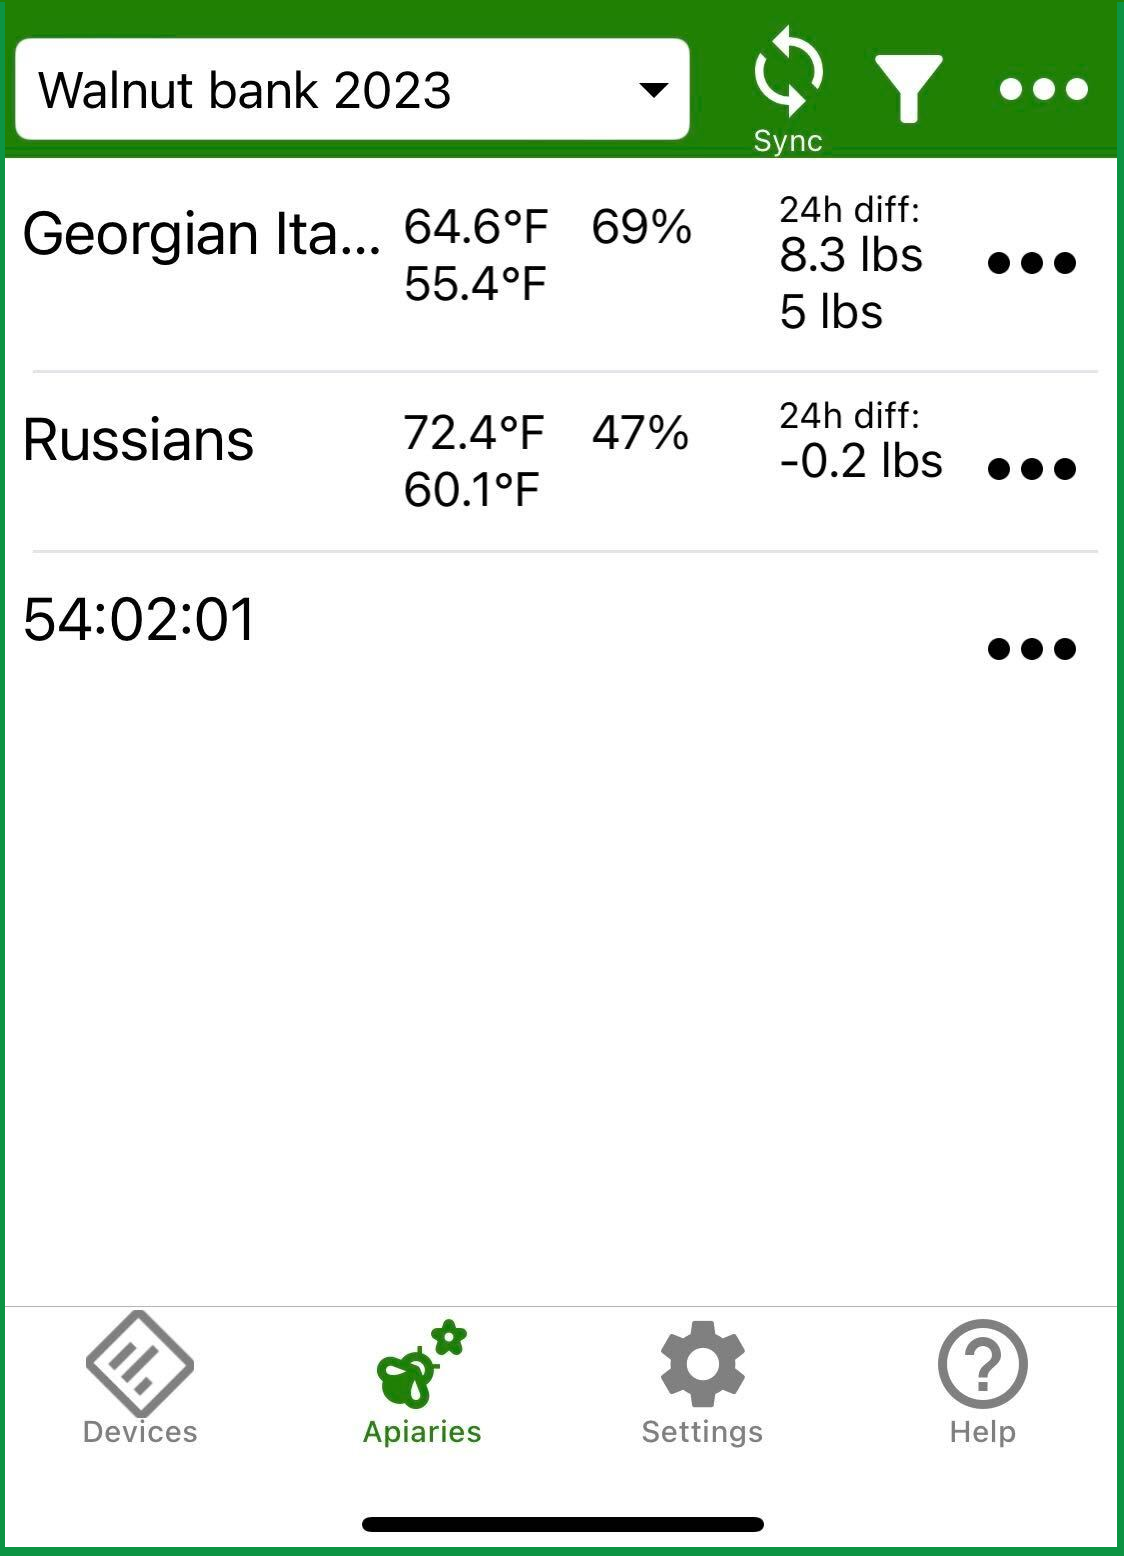 Walnut bank 2023
Sync
Georgian Ita... 64.6°F 69% 24h diff:
55.4°F 8.3 lbs
5 lbs
Russians 72.4°F 47% 24h diff:
60.1°F -0.2 lbs
54:02:01
Devices Apiaries Settings Help